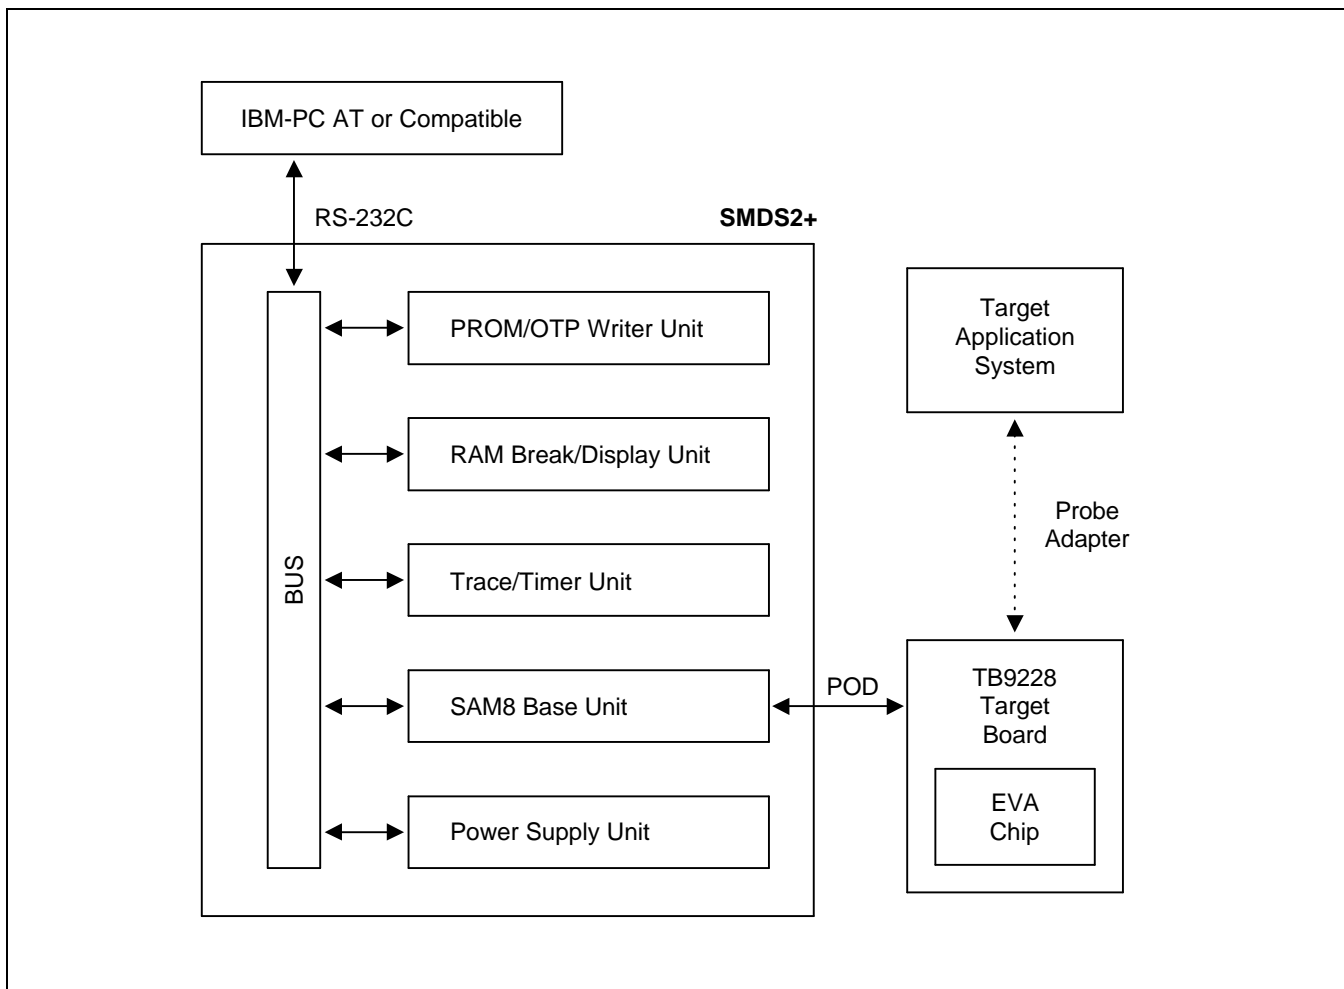 IBM-PC AT or Compatible
RS-232C
SMDS2+
BUS
PROM/OTP Writer Unit
RAM Break/Display Unit
Trace/Timer Unit
SAM8 Base Unit
Power Supply Unit
POD
Target
Application
System
Probe
Adapter
TB9228
Target
Board
EVA
Chip